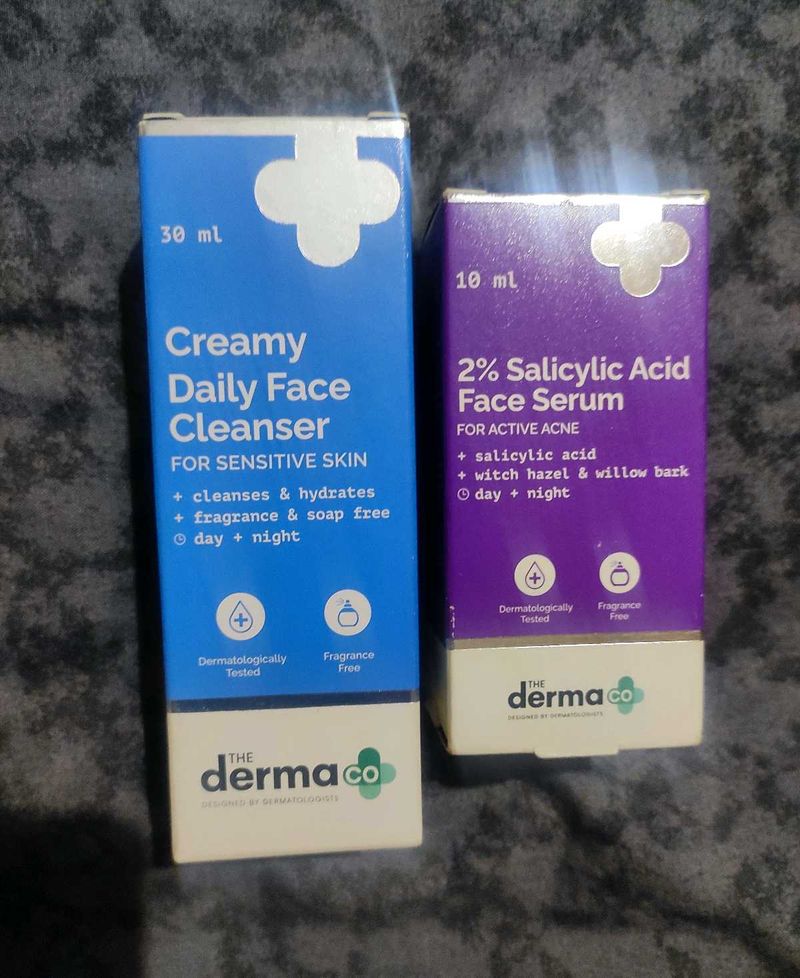 30 ml
Creamy
Daily Face
Cleanser
FOR SENSITIVE SKIN
+ cleanses & hydrates
+ fragrance & soap free
day + night
Dermatologically
Tested
Fragrance
Free
THE
derma co
DESIGNED BY DERMATOLOGISTS
10 ml
2% Salicylic Acid
Face Serum
FOR ACTIVE ACNE
+ salicylic acid
+ witch hazel & willow bark
day + night
Dermatologically
Tested
Fragrance
Free
THE
derma co
DESIGNED BY DERMATOLOGISTS